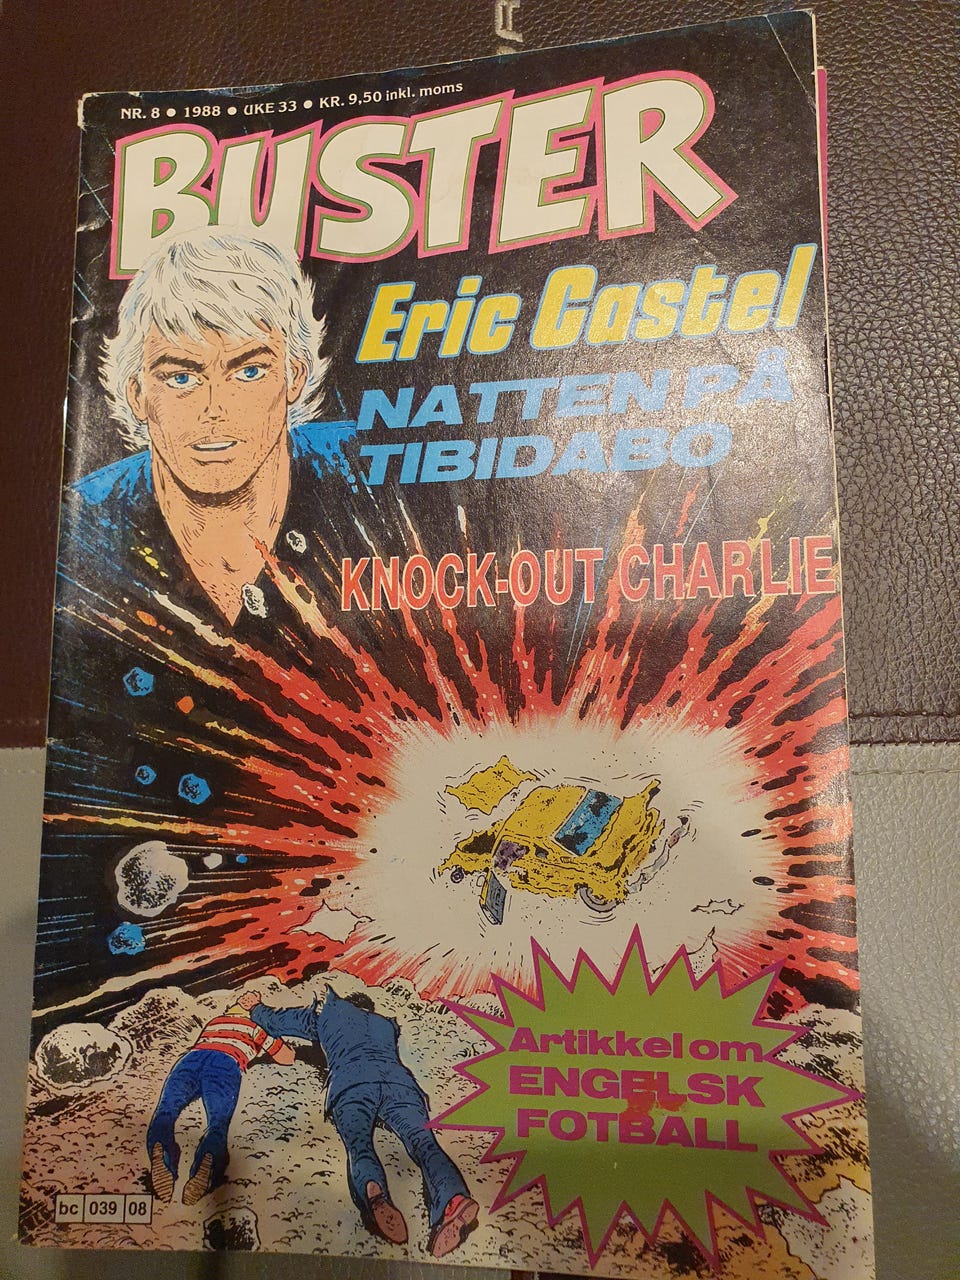 NR. 8 • 1988 • UKE 33 • KR. 9,50 inkl. moms
BUSTER
Eric Castel
NATTEN PÅ
TIBIDABO
KNOCK-OUT CHARLIE
Artikkel om
ENGELSK
FOTBALL
bc 039 08